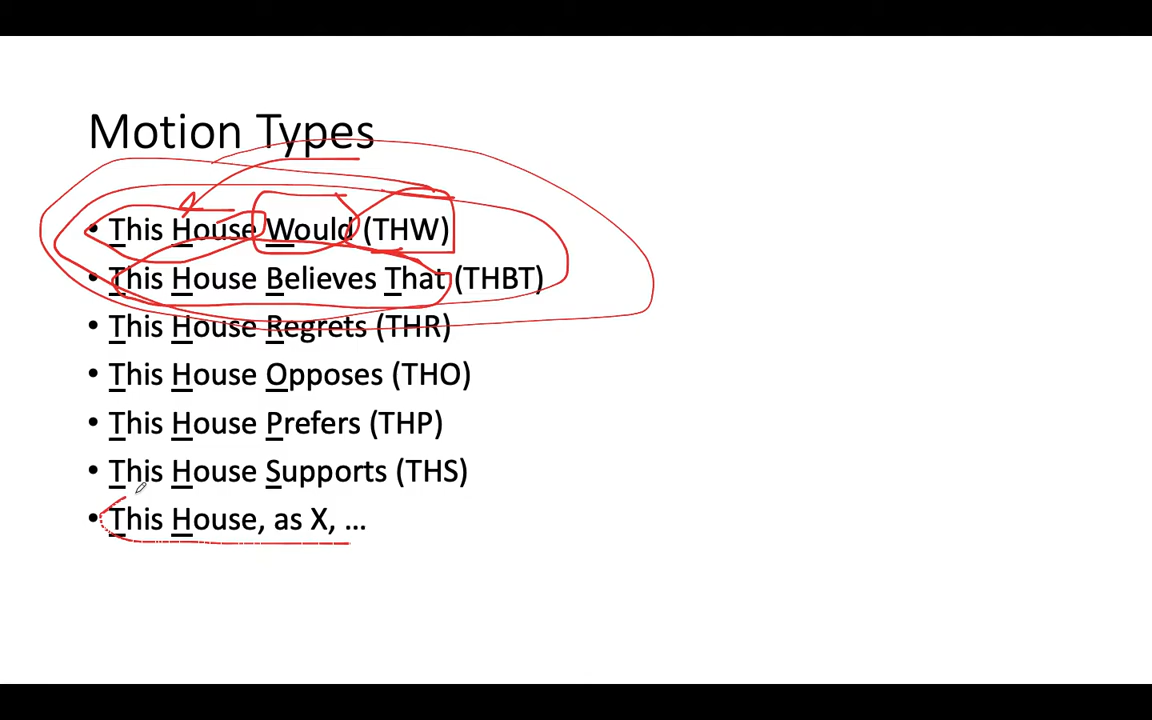 Motion Types
• This House Would (THW)
• This House Believes That (THBT)
• This House Regrets (THR)
• This House Opposes (THO)
• This House Prefers (THP)
• This House Supports (THS)
• This House, as X, ...